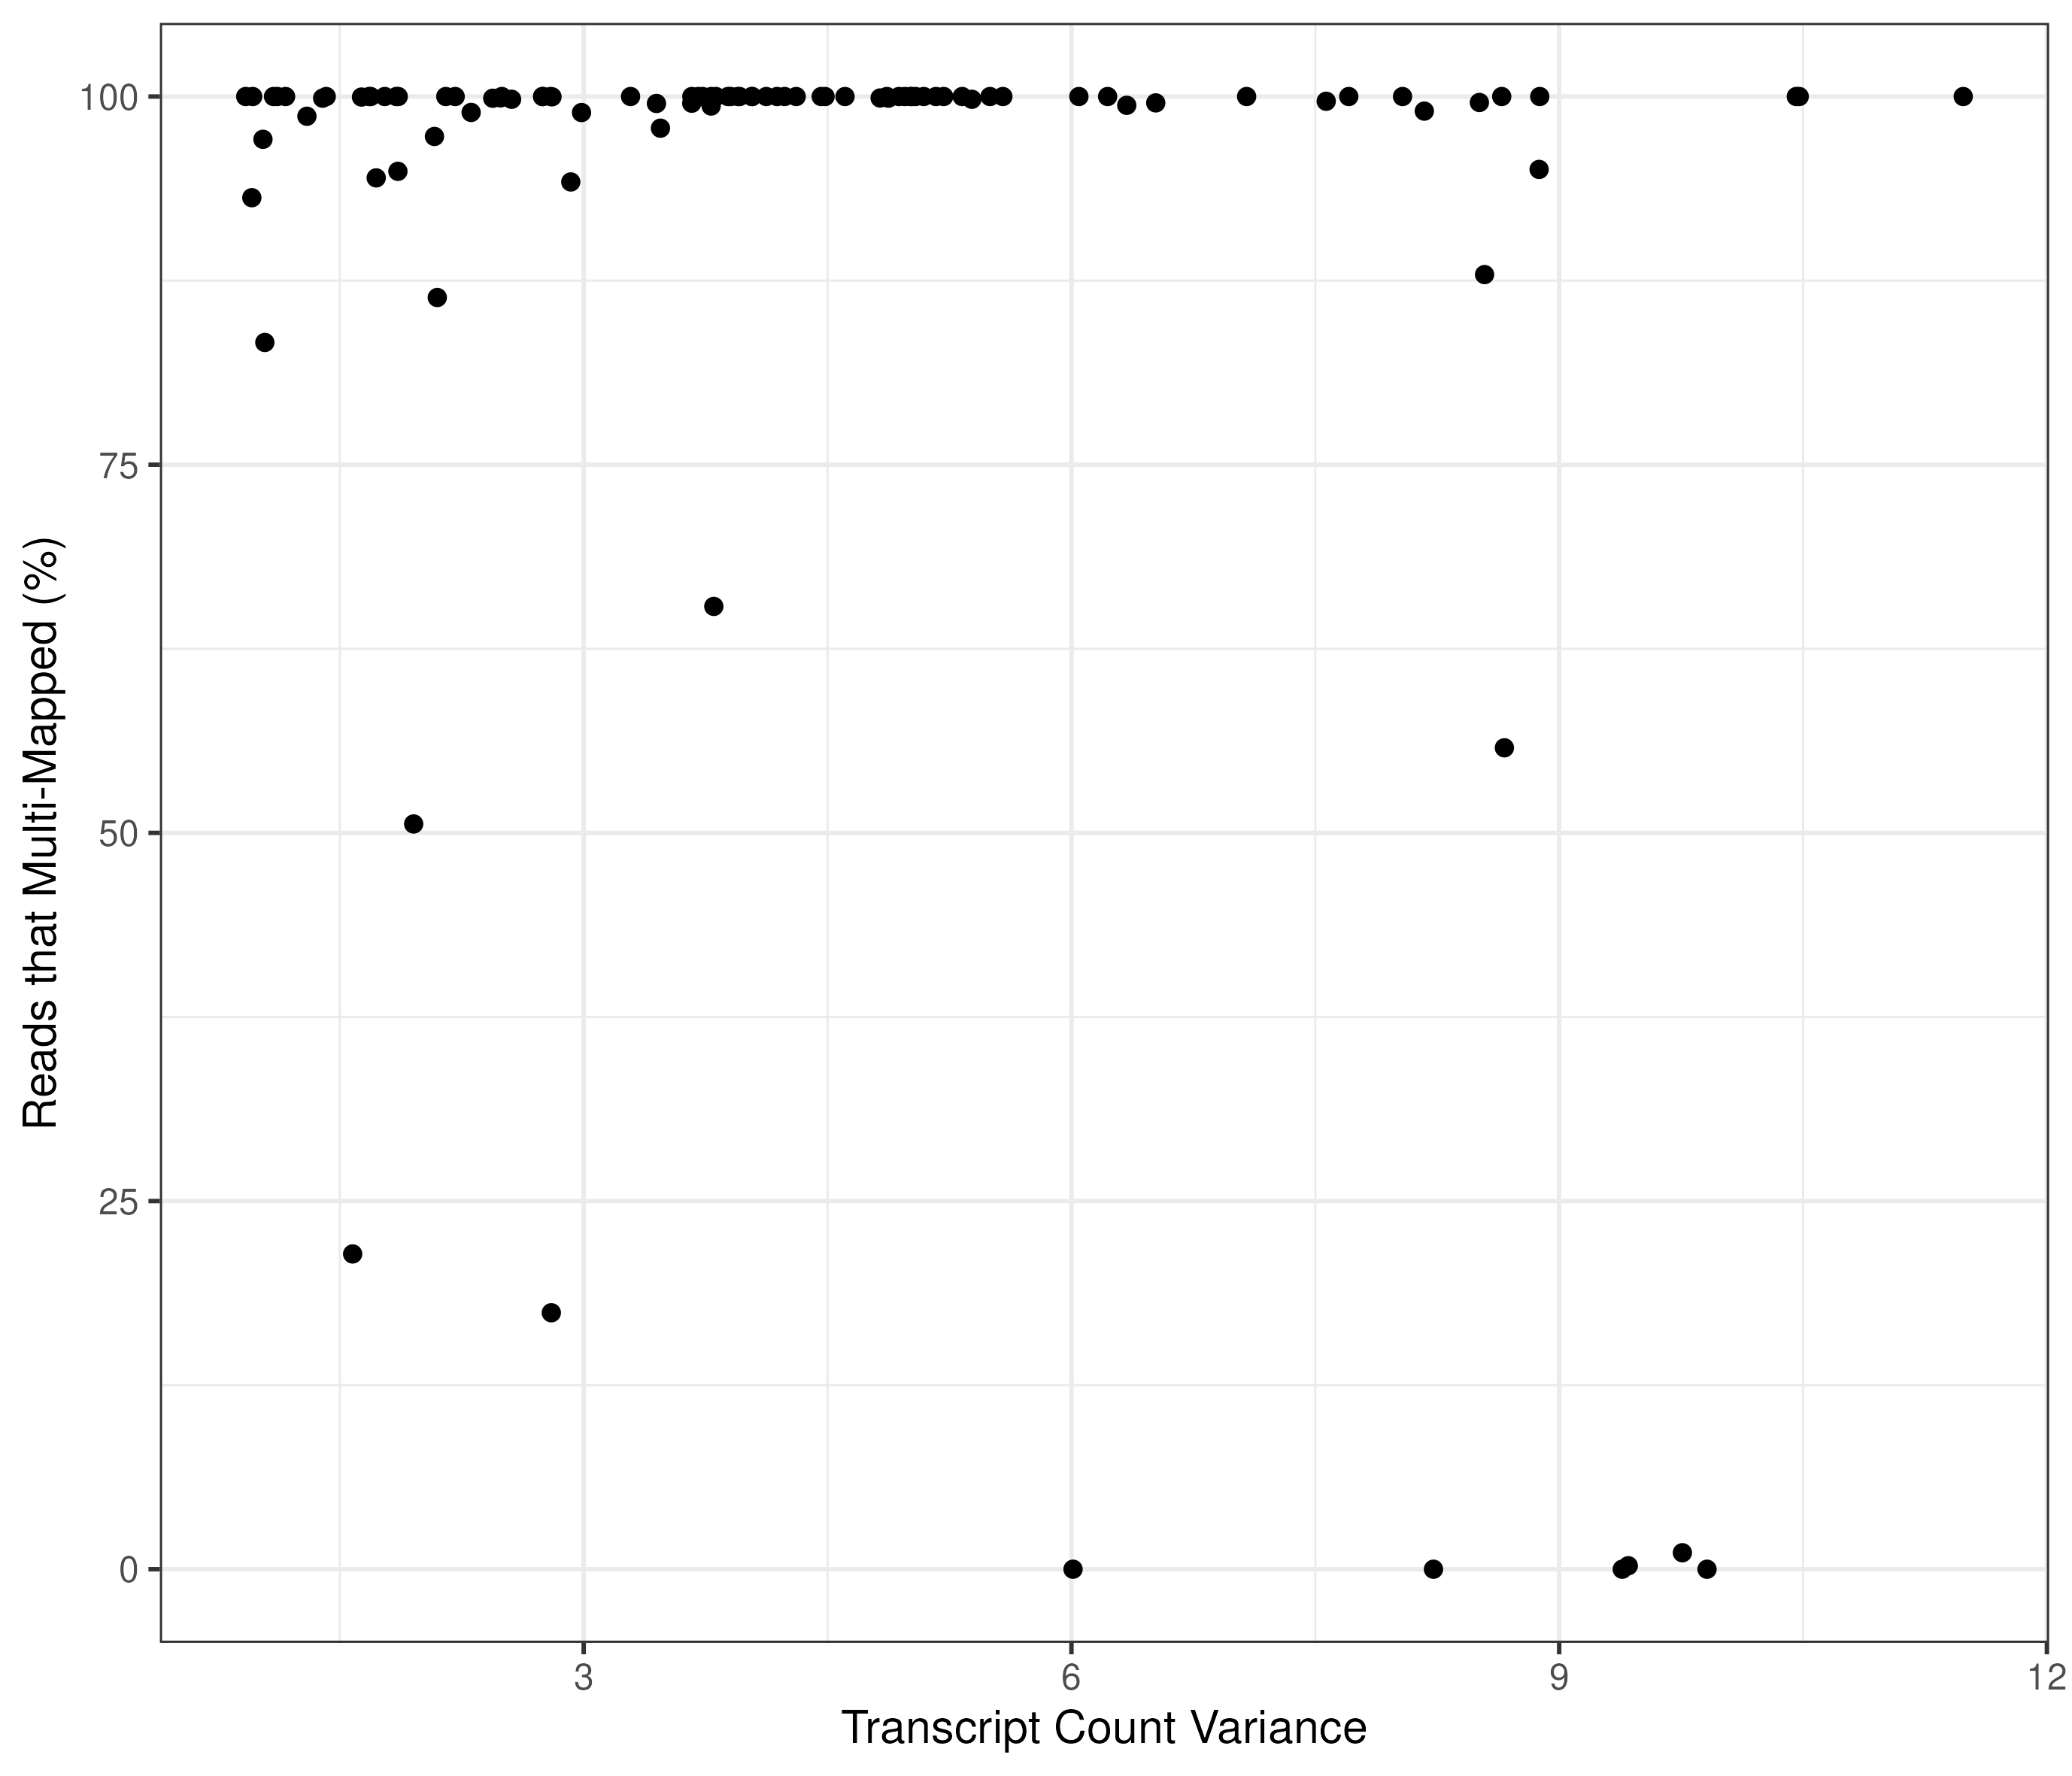 Reads that Multi-Mapped (%)
100
75
50
25
0
3 6 9 12
Transcript Count Variance